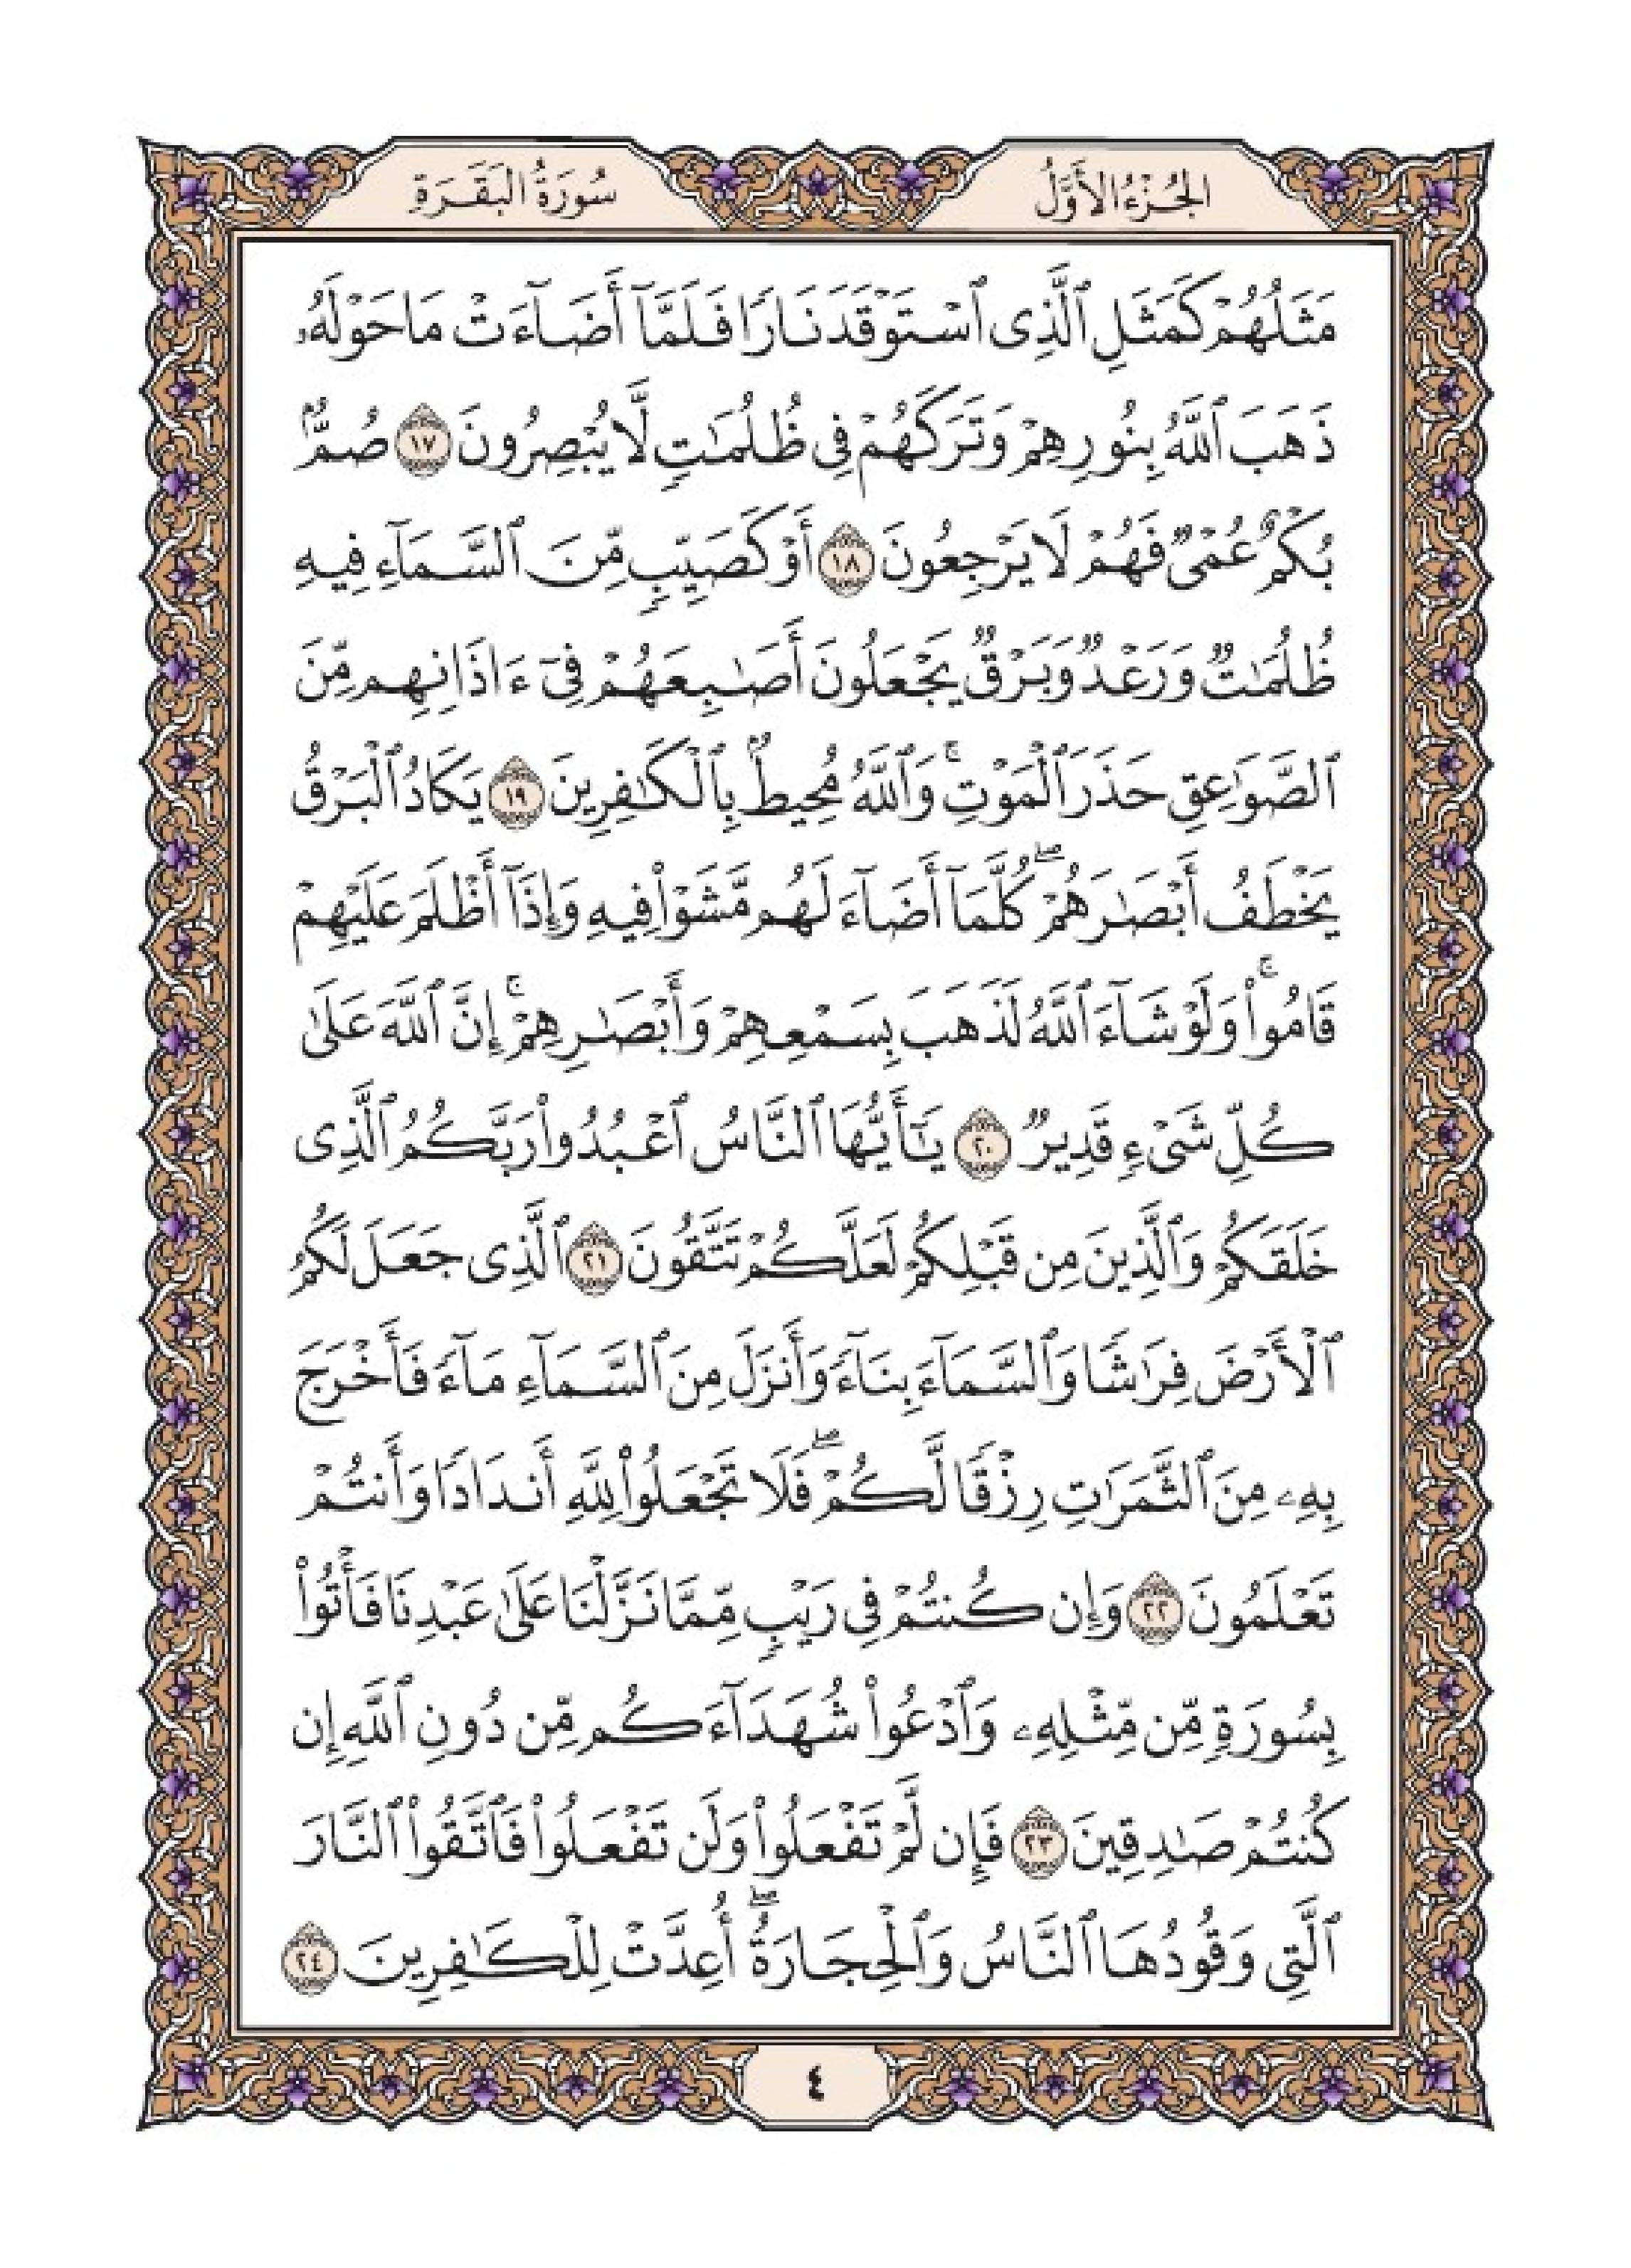 الجُزْءُ الأَوَّلُ
سُورَةُ البَقَرَةِ
مَثَلُهُمْ كَمَثَلِ ٱلَّذِى ٱسْتَوْقَدَ نَارًا فَلَمَّآ أَضَآءَتْ مَا حَوْلَهُۥ
ذَهَبَ ٱللَّهُ بِنُورِهِمْ وَتَرَكَهُمْ فِى ظُلُمَٰتٍ لَّا يُبْصِرُونَ ١٧ صُمٌّۢ
بُكْمٌ عُمْىٌ فَهُمْ لَا يَرْجِعُونَ ١٨ أَوْ كَصَيِّبٍ مِّنَ ٱلسَّمَآءِ فِيهِ
ظُلُمَٰتٌ وَرَعْدٌ وَبَرْقٌ يَجْعَلُونَ أَصَٰبِعَهُمْ فِىٓ ءَاذَانِهِم مِّنَ
ٱلصَّوَٰعِقِ حَذَرَ ٱلْمَوْتِ ۚ وَٱللَّهُ مُحِيطٌۢ بِٱلْكَٰفِرِينَ ١٩ يَكَادُ ٱلْبَرْقُ
يَخْطَفُ أَبْصَٰرَهُمْ ۖ كُلَّمَآ أَضَآءَ لَهُم مَّشَوْا۟ فِيهِ وَإِذَآ أَظْلَمَ عَلَيْهِمْ
قَامُوا۟ ۚ وَلَوْ شَآءَ ٱللَّهُ لَذَهَبَ بِسَمْعِهِمْ وَأَبْصَٰرِهِمْ ۚ إِنَّ ٱللَّهَ عَلَىٰ
كُلِّ شَىْءٍ قَدِيرٌ ٢٠ يَٰٓأَيُّهَا ٱلنَّاسُ ٱعْبُدُوا۟ رَبَّكُمُ ٱلَّذِى
خَلَقَكُمْ وَٱلَّذِينَ مِن قَبْلِكُمْ لَعَلَّكُمْ تَتَّقُونَ ٢١ ٱلَّذِى جَعَلَ لَكُمُ
ٱلْأَرْضَ فِرَٰشًا وَٱلسَّمَآءَ بِنَآءً وَأَنزَلَ مِنَ ٱلسَّمَآءِ مَآءً فَأَخْرَجَ
بِهِۦ مِنَ ٱلثَّمَرَٰتِ رِزْقًا لَّكُمْ ۖ فَلَا تَجْعَلُوا۟ لِلَّهِ أَندَادًا وَأَنتُمْ
تَعْلَمُونَ ٢٢ وَإِن كُنتُمْ فِى رَيْبٍ مِّمَّا نَزَّلْنَا عَلَىٰ عَبْدِنَا فَأْتُوا۟
بِسُورَةٍ مِّن مِّثْلِهِۦ وَٱدْعُوا۟ شُهَدَآءَكُم مِّن دُونِ ٱللَّهِ إِن
كُنتُمْ صَٰدِقِينَ ٢٣ فَإِن لَّمْ تَفْعَلُوا۟ وَلَن تَفْعَلُوا۟ فَٱتَّقُوا۟ ٱلنَّارَ
ٱلَّتِى وَقُودُهَا ٱلنَّاسُ وَٱلْحِجَارَةُ ۖ أُعِدَّتْ لِلْكَٰفِرِينَ ٢٤
٤